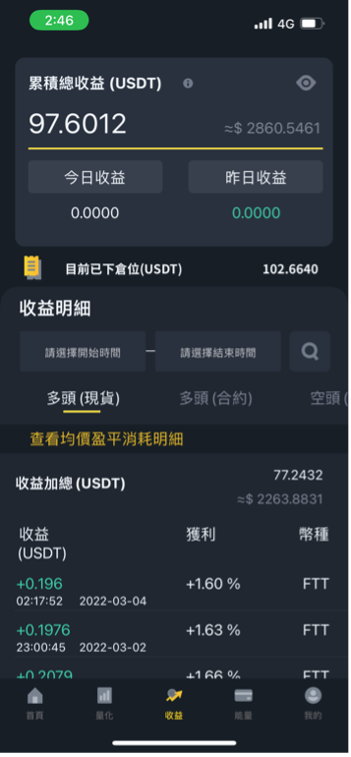 2:46 4G
累積總收益 (USDT)
97.6012 ≈$ 2860.5461
今日收益 昨日收益
0.0000 0.0000
目前已下倉位(USDT) 102.6640
收益明細
請選擇開始時間 — 請選擇結束時間
多頭 (現貨) 多頭 (合約) 空頭 (
查看均價盈平消耗明細
收益加總 (USDT) 77.2432
≈$ 2263.8831
收益 獲利 幣種
(USDT)
+0.196 +1.60 % FTT
02:17:52 2022-03-04
+0.1976 +1.63 % FTT
23:00:45 2022-03-02
+0.2079 +1.66 % FTT
首頁 量化 收益 能量 我的